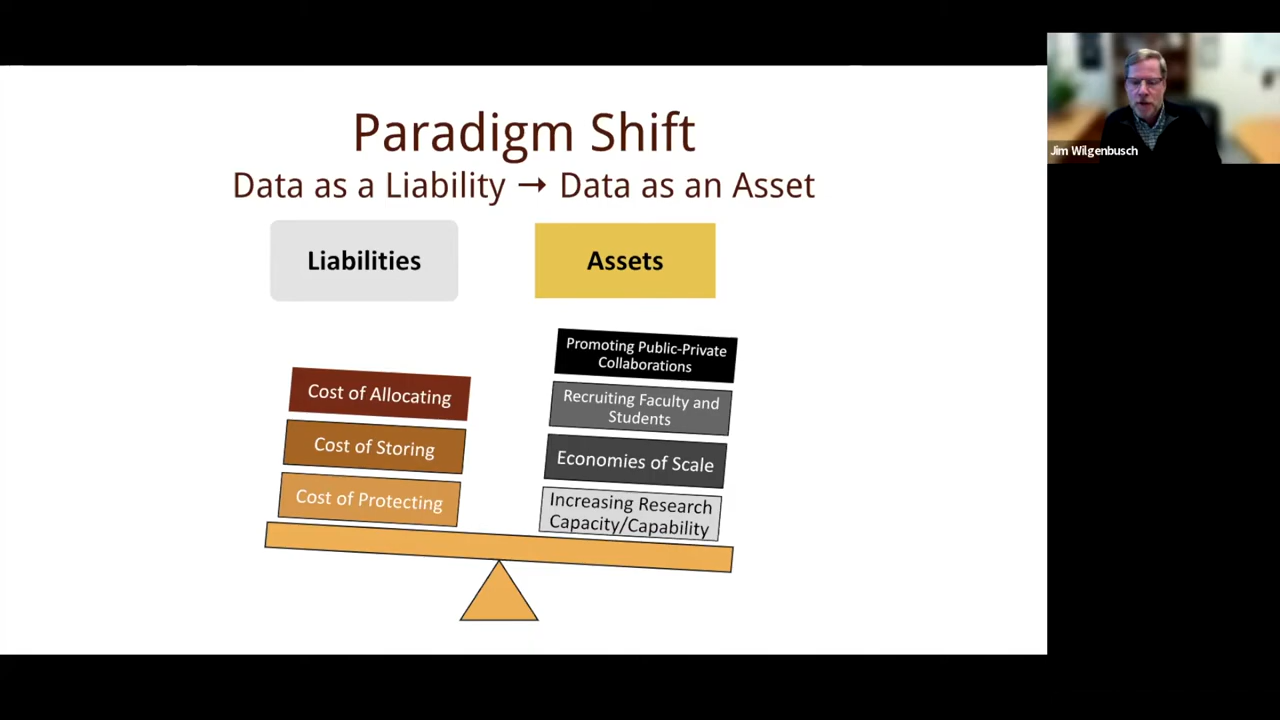 Paradigm Shift
Data as a Liability → Data as an Asset
Liabilities
Assets
Cost of Allocating
Cost of Storing
Cost of Protecting
Promoting Public-Private
Collaborations
Recruiting Faculty and
Students
Economies of Scale
Increasing Research
Capacity/Capability
Jim Wilgenbusch